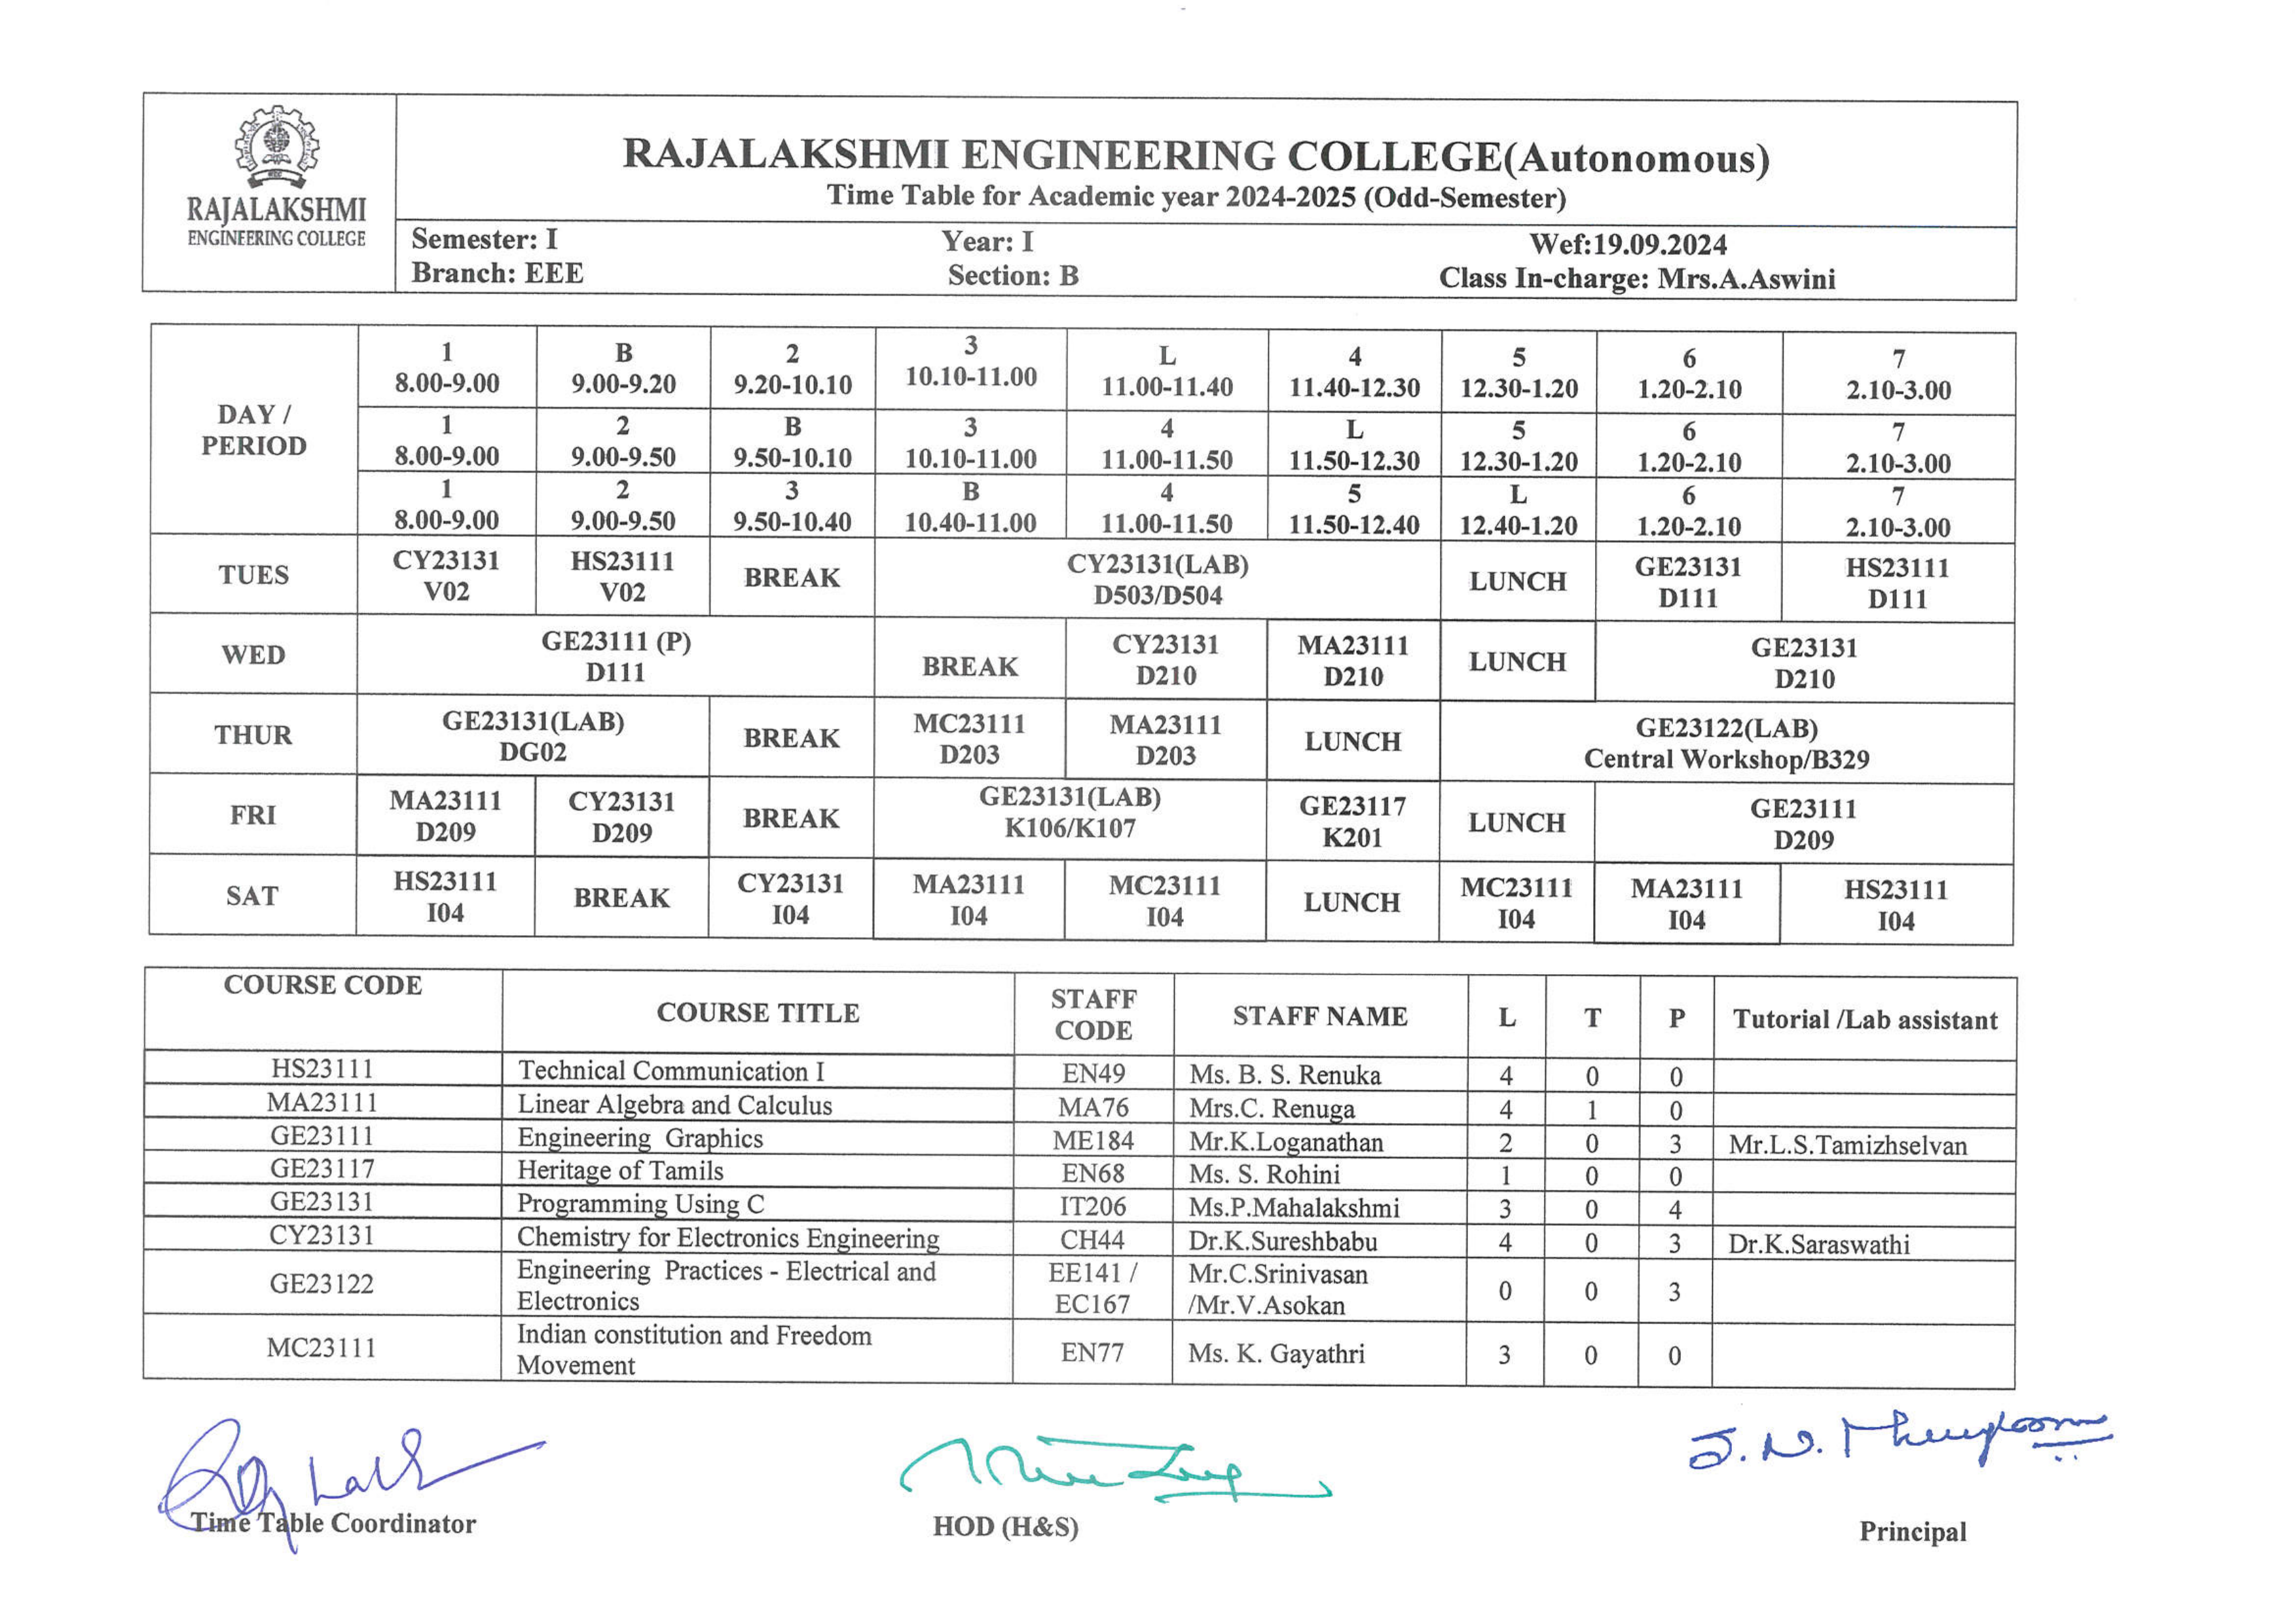 RAJALAKSHMI
ENGINEERING COLLEGE
RAJALAKSHMI ENGINEERING COLLEGE(Autonomous)
Time Table for Academic year 2024-2025 (Odd-Semester)
Semester: I Year: I Wef:19.09.2024
Branch: EEE Section: B Class In-charge: Mrs.A.Aswini
DAY / PERIOD
1 B 2 3 L 4 5 6 7
8.00-9.00 9.00-9.20 9.20-10.10 10.10-11.00 11.00-11.40 11.40-12.30 12.30-1.20 1.20-2.10 2.10-3.00
1 2 B 3 4 L 5 6 7
8.00-9.00 9.00-9.50 9.50-10.10 10.10-11.00 11.00-11.50 11.50-12.30 12.30-1.20 1.20-2.10 2.10-3.00
1 2 3 B 4 5 L 6 7
8.00-9.00 9.00-9.50 9.50-10.40 10.40-11.00 11.00-11.50 11.50-12.40 12.40-1.20 1.20-2.10 2.10-3.00
TUES CY23131 HS23111 BREAK CY23131(LAB) LUNCH GE23131 HS23111
V02 V02 D503/D504 D111 D111
WED GE23111 (P) BREAK CY23131 MA23111 LUNCH GE23131
D111 D210 D210 D210
THUR GE23131(LAB) BREAK MC23111 MA23111 LUNCH GE23122(LAB)
DG02 D203 D203 Central Workshop/B329
FRI MA23111 CY23131 BREAK GE23131(LAB) GE23117 LUNCH GE23111
D209 D209 K106/K107 K201 D209
SAT HS23111 BREAK CY23131 MA23111 MC23111 LUNCH MC23111 MA23111 HS23111
I04 I04 I04 I04 I04 I04 I04
COURSE CODE COURSE TITLE STAFF CODE STAFF NAME L T P Tutorial /Lab assistant
HS23111 Technical Communication I EN49 Ms. B. S. Renuka 4 0 0
MA23111 Linear Algebra and Calculus MA76 Mrs.C. Renuga 4 1 0
GE23111 Engineering Graphics ME184 Mr.K.Loganathan 2 0 3 Mr.L.S.Tamizhselvan
GE23117 Heritage of Tamils EN68 Ms. S. Rohini 1 0 0
GE23131 Programming Using C IT206 Ms.P.Mahalakshmi 3 0 4
CY23131 Chemistry for Electronics Engineering CH44 Dr.K.Sureshbabu 4 0 3 Dr.K.Saraswathi
GE23122 Engineering Practices - Electrical and Electronics EE141 / EC167 Mr.C.Srinivasan /Mr.V.Asokan 0 0 3
MC23111 Indian constitution and Freedom Movement EN77 Ms. K. Gayathri 3 0 0
Time Table Coordinator HOD (H&S) Principal